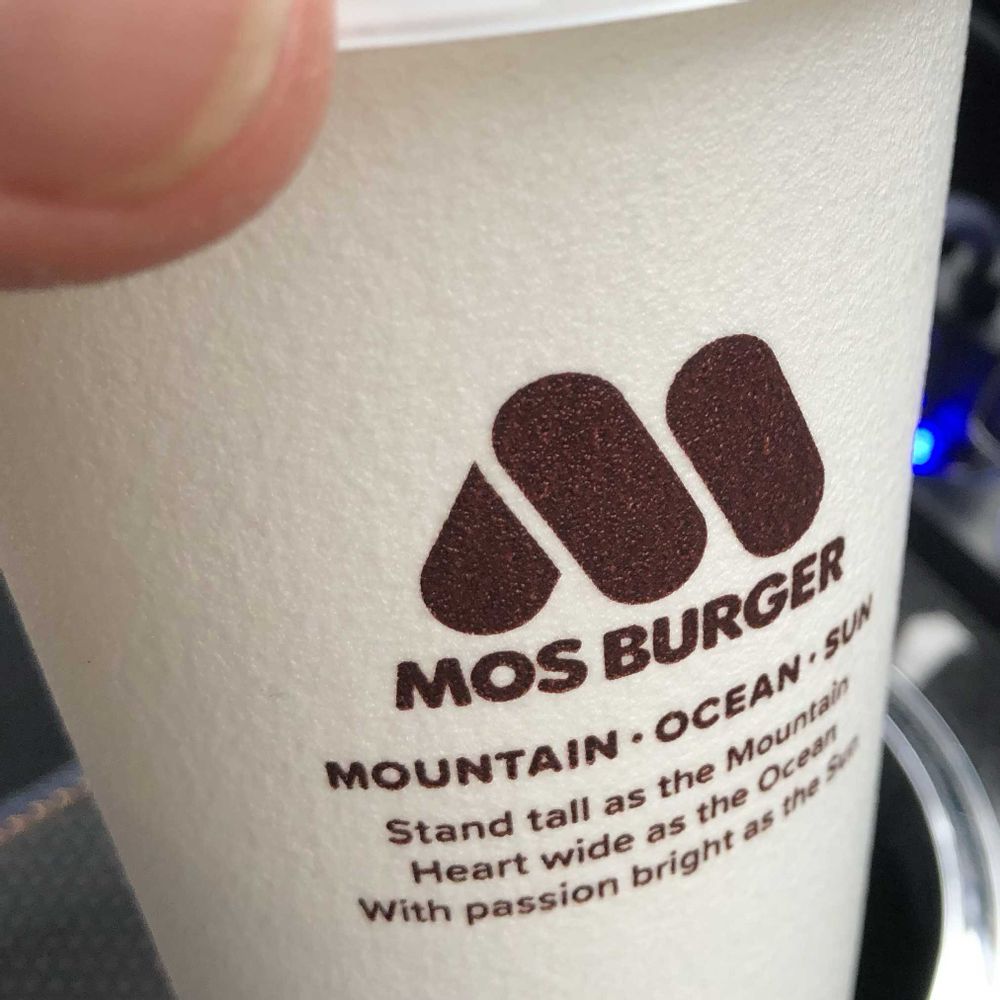 MOS BURGER
MOUNTAIN · OCEAN · SUN
Stand tall as the Mountain
Heart wide as the Ocean
With passion bright as the Sun